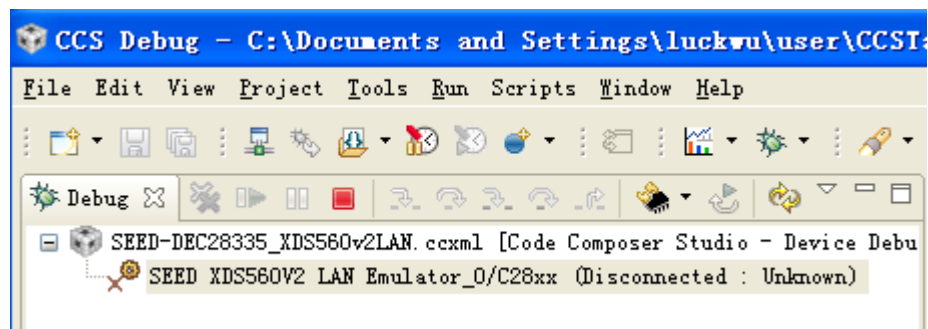 CCS Debug - C:\Documents and Settings\luckwu\user\CCSTa
File Edit View Project Tools Run Scripts Window Help
Debug
SEED-DEC28335_XDS560v2LAN.ccxml [Code Composer Studio - Device Debu
SEED XDS560V2 LAN Emulator_0/C28xx (Disconnected : Unknown)